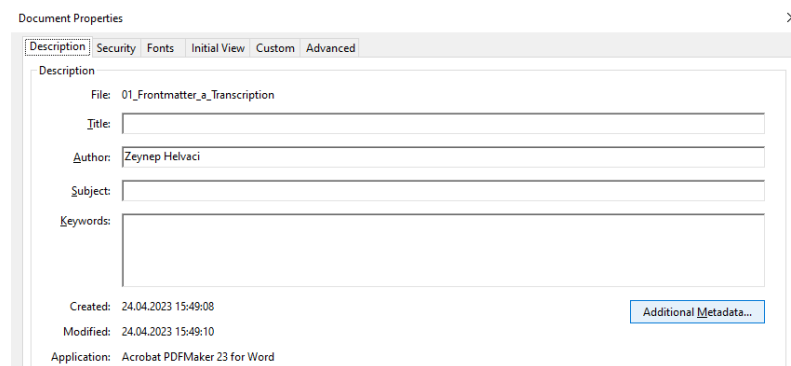 Document Properties
Description Security Fonts Initial View Custom Advanced
Description
File: 01_Frontmatter_a_Transcription
Title:
Author: Zeynep Helvaci
Subject:
Keywords:
Created: 24.04.2023 15:49:08
Additional Metadata...
Modified: 24.04.2023 15:49:10
Application: Acrobat PDFMaker 23 for Word